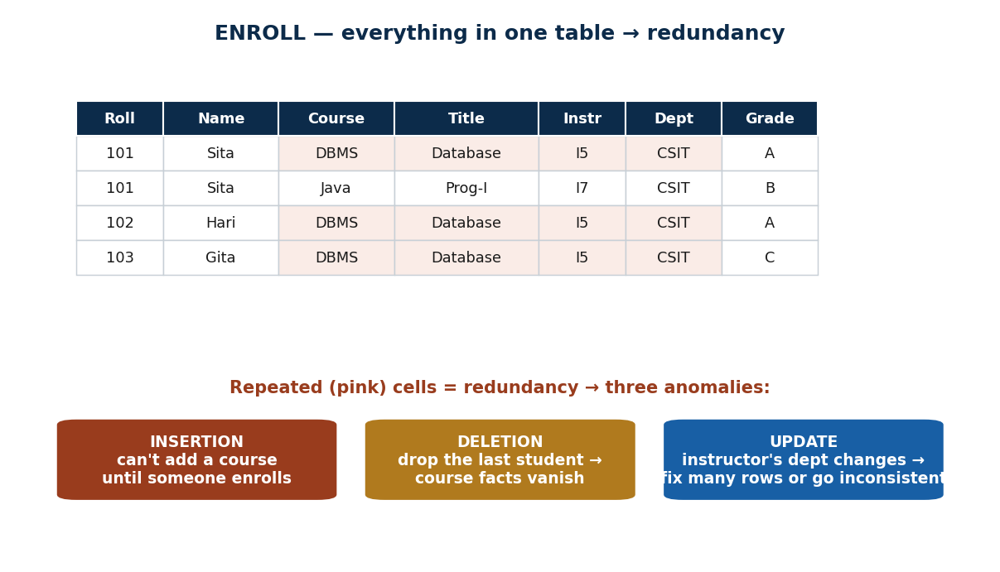 ENROLL — everything in one table → redundancy
Roll Name Course Title Instr Dept Grade
101 Sita DBMS Database I5 CSIT A
101 Sita Java Prog-I I7 CSIT B
102 Hari DBMS Database I5 CSIT A
103 Gita DBMS Database I5 CSIT C
Repeated (pink) cells = redundancy → three anomalies:
INSERTION
can't add a course
until someone enrolls
DELETION
drop the last student →
course facts vanish
UPDATE
instructor's dept changes →
fix many rows or go inconsistent